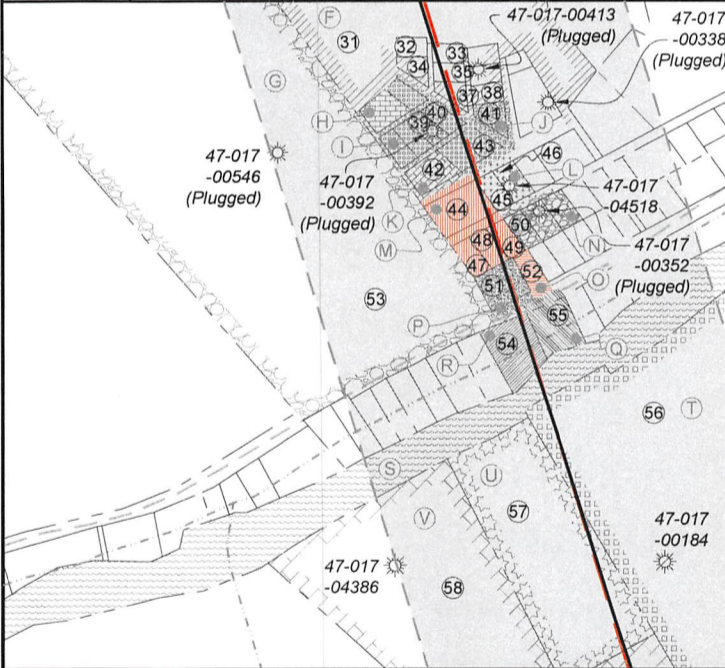 F
31
32
34
33
35
47-017-00413
(Plugged)
47-017
-00338
(Plugged)
G
37
38
H
39
40
41
J
I
43
46
47-017
-00546
(Plugged)
47-017
-00392
(Plugged)
42
L
45
47-017
-04518
K
44
50
M
48
49
N
47-017
-00352
(Plugged)
47
52
O
51
53
55
P
54
Q
R
56
T
S
U
V
57
47-017
-00184
47-017
-04386
58